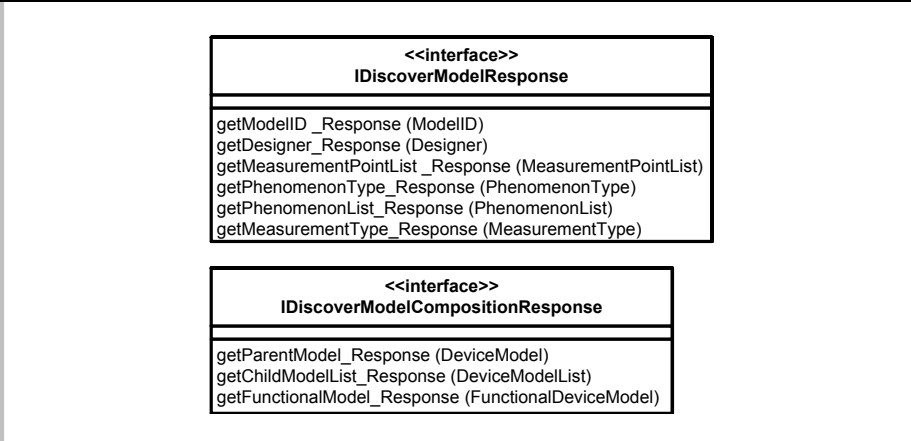 <<interface>>
IDiscoverModelResponse
getModelID _Response (ModelID)
getDesigner_Response (Designer)
getMeasurementPointList _Response (MeasurementPointList)
getPhenomenonType_Response (PhenomenonType)
getPhenomenonList_Response (PhenomenonList)
getMeasurementType_Response (MeasurementType)
<<interface>>
IDiscoverModelCompositionResponse
getParentModel_Response (DeviceModel)
getChildModelList_Response (DeviceModelList)
getFunctionalModel_Response (FunctionalDeviceModel)